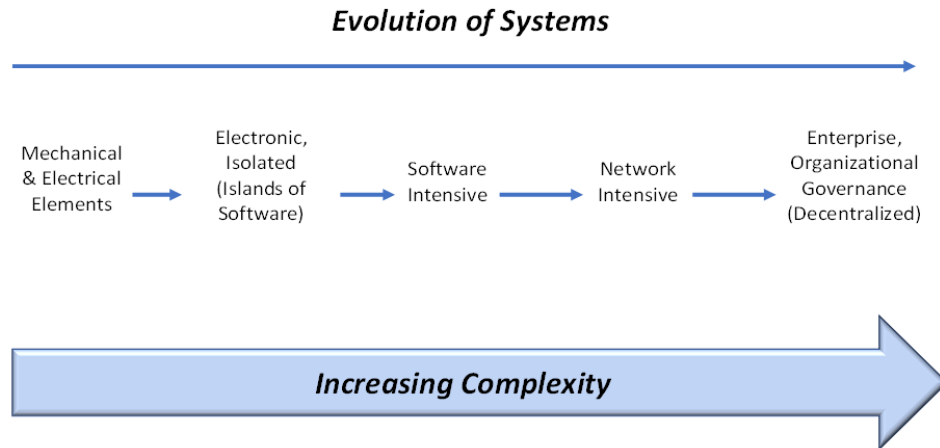 Evolution of Systems
Mechanical
& Electrical
Elements
Electronic,
Isolated
(Islands of
Software)
Software
Intensive
Network
Intensive
Enterprise,
Organizational
Governance
(Decentralized)
Increasing Complexity